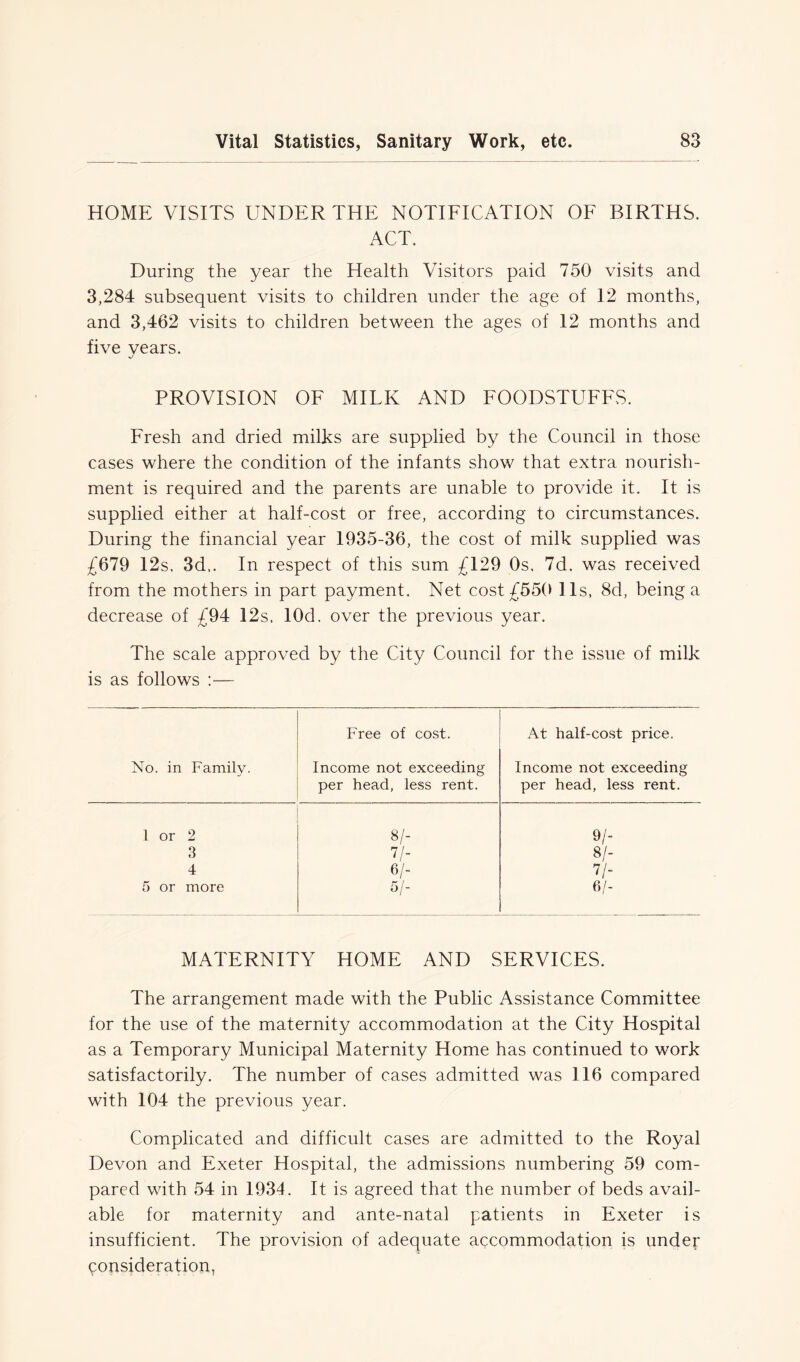 Vital Statistics, Sanitary Work, etc. 83
HOME VISITS UNDER THE NOTIFICATION OF BIRTHS.
ACT.
During the year the Health Visitors paid 750 visits and
3,284 subsequent visits to children under the age of 12 months,
and 3,462 visits to children between the ages of 12 months and
five years.
PROVISION OF MILK AND FOODSTUFFS.
Fresh and dried milks are supplied by the Council in those
cases where the condition of the infants show that extra nourish-
ment is required and the parents are unable to provide it. It is
supplied either at half-cost or free, according to circumstances.
During the financial year 1935-36, the cost of milk supplied was
£679 12s. 3d,. In respect of this sum £129 0s. 7d. was received
from the mothers in part payment. Net cost £550 11s, 8d, being a
decrease of £94 12s. 10d. over the previous year.
The scale approved by the City Council for the issue of milk
is as follows :—
Free of cost. At half-cost price.
No. in Family. Income not exceeding Income not exceeding
per head, less rent. per head, less rent.
1 or 2 8/- 9/-
3 7/- 8/-
4 6/- 7/-
5 or more 5/- 6/-
MATERNITY HOME AND SERVICES.
The arrangement made with the Public Assistance Committee
for the use of the maternity accommodation at the City Hospital
as a Temporary Municipal Maternity Home has continued to work
satisfactorily. The number of cases admitted was 116 compared
with 104 the previous year.
Complicated and difficult cases are admitted to the Royal
Devon and Exeter Hospital, the admissions numbering 59 com-
pared with 54 in 1934. It is agreed that the number of beds avail-
able for maternity and ante-natal patients in Exeter is
insufficient. The provision of adequate accommodation is under
consideration,